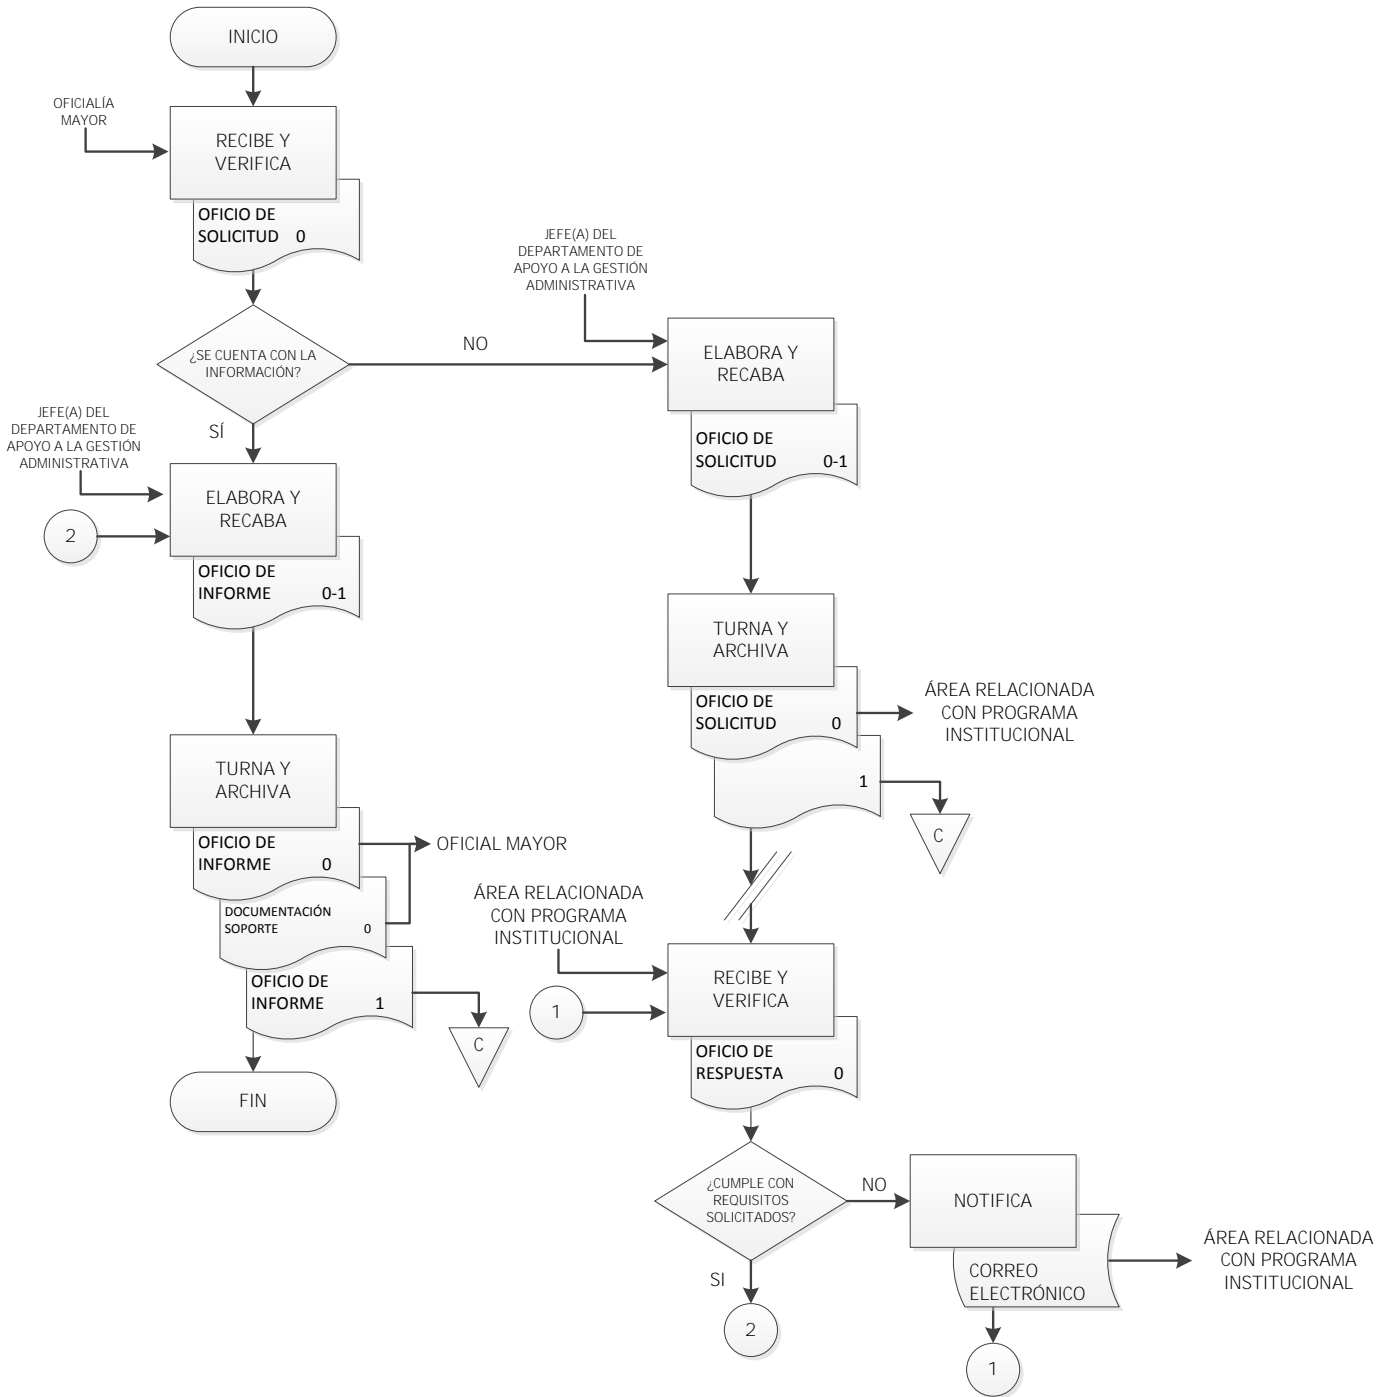 INICIO
OFICIALÍA
MAYOR
RECIBE Y
VERIFICA
OFICIO DE
SOLICITUD 0
¿SE CUENTA CON LA
INFORMACIÓN?
NO
SÍ
JEFE(A) DEL
DEPARTAMENTO DE
APOYO A LA GESTIÓN
ADMINISTRATIVA
2
ELABORA Y
RECABA
OFICIO DE
INFORME 0-1
TURNA Y
ARCHIVA
OFICIO DE
INFORME 0
OFICIAL MAYOR
DOCUMENTACIÓN
SOPORTE 0
OFICIO DE
INFORME 1
C
FIN
JEFE(A) DEL
DEPARTAMENTO DE
APOYO A LA GESTIÓN
ADMINISTRATIVA
ELABORA Y
RECABA
OFICIO DE
SOLICITUD 0-1
TURNA Y
ARCHIVA
OFICIO DE
SOLICITUD 0
ÁREA RELACIONADA
CON PROGRAMA
INSTITUCIONAL
1
C
ÁREA RELACIONADA
CON PROGRAMA
INSTITUCIONAL
1
RECIBE Y
VERIFICA
OFICIO DE
RESPUESTA 0
¿CUMPLE CON
REQUISITOS
SOLICITADOS?
NO
SI
2
NOTIFICA
CORREO
ELECTRÓNICO
ÁREA RELACIONADA
CON PROGRAMA
INSTITUCIONAL
1